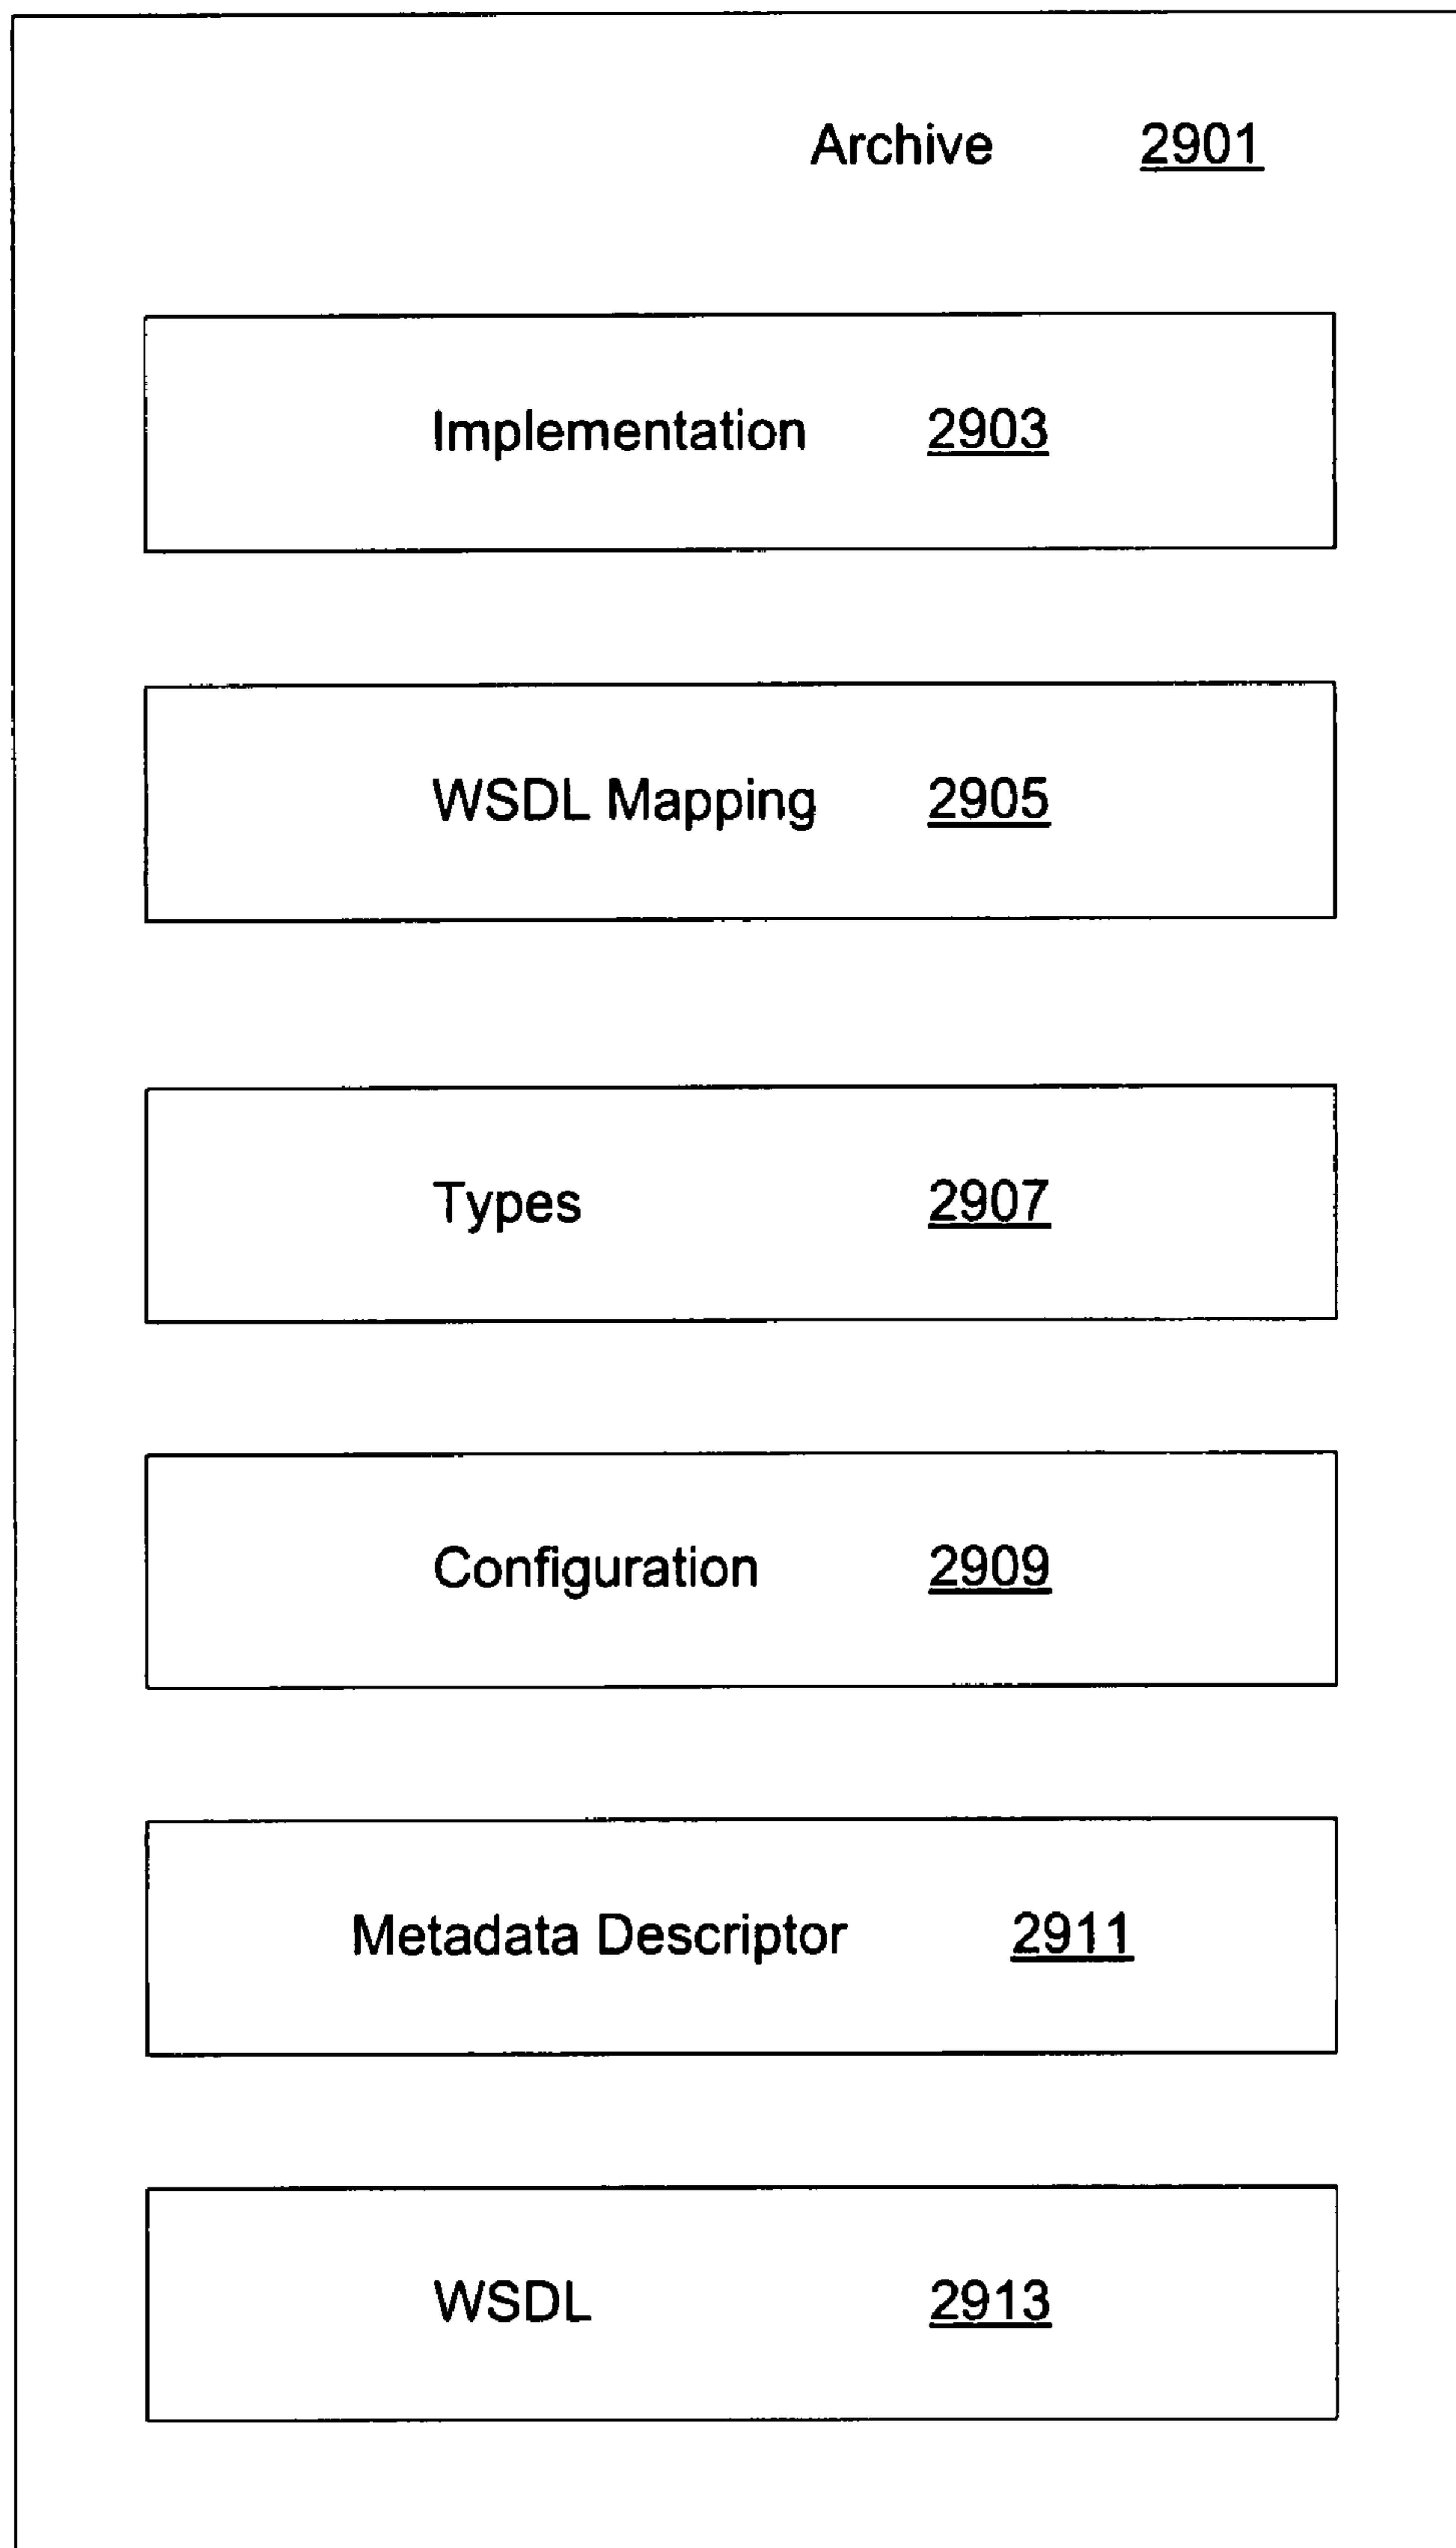 Archive 2901
Implementation 2903
WSDL Mapping 2905
Types 2907
Configuration 2909
Metadata Descriptor 2911
WSDL 2913